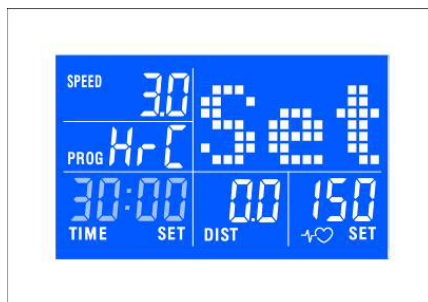 SPEED 3.0
Set
PROG HrC
30:00 0.0 150
TIME SET DIST SET